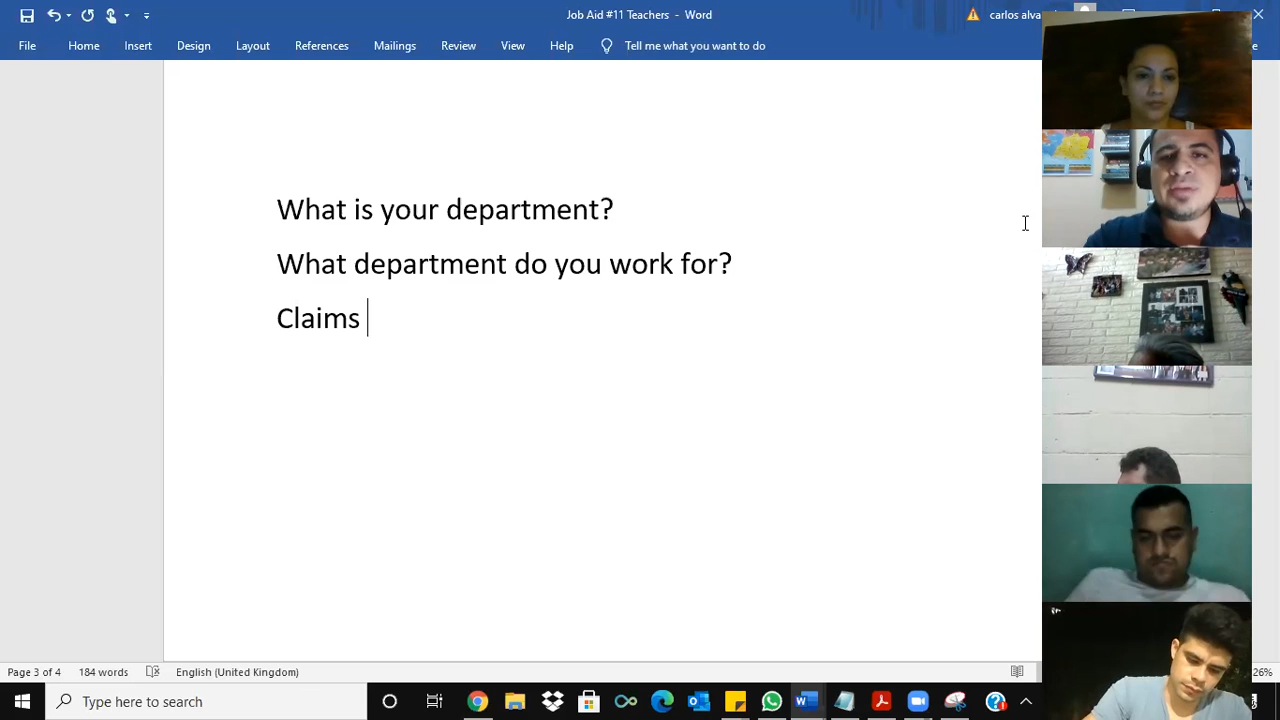 Job Aid #11 Teachers - Word
carlos alva
File Home Insert Design Layout References Mailings Review View Help Tell me what you want to do
What is your department?
What department do you work for?
Claims
Page 3 of 4 184 words English (United Kingdom) 26%
Type here to search